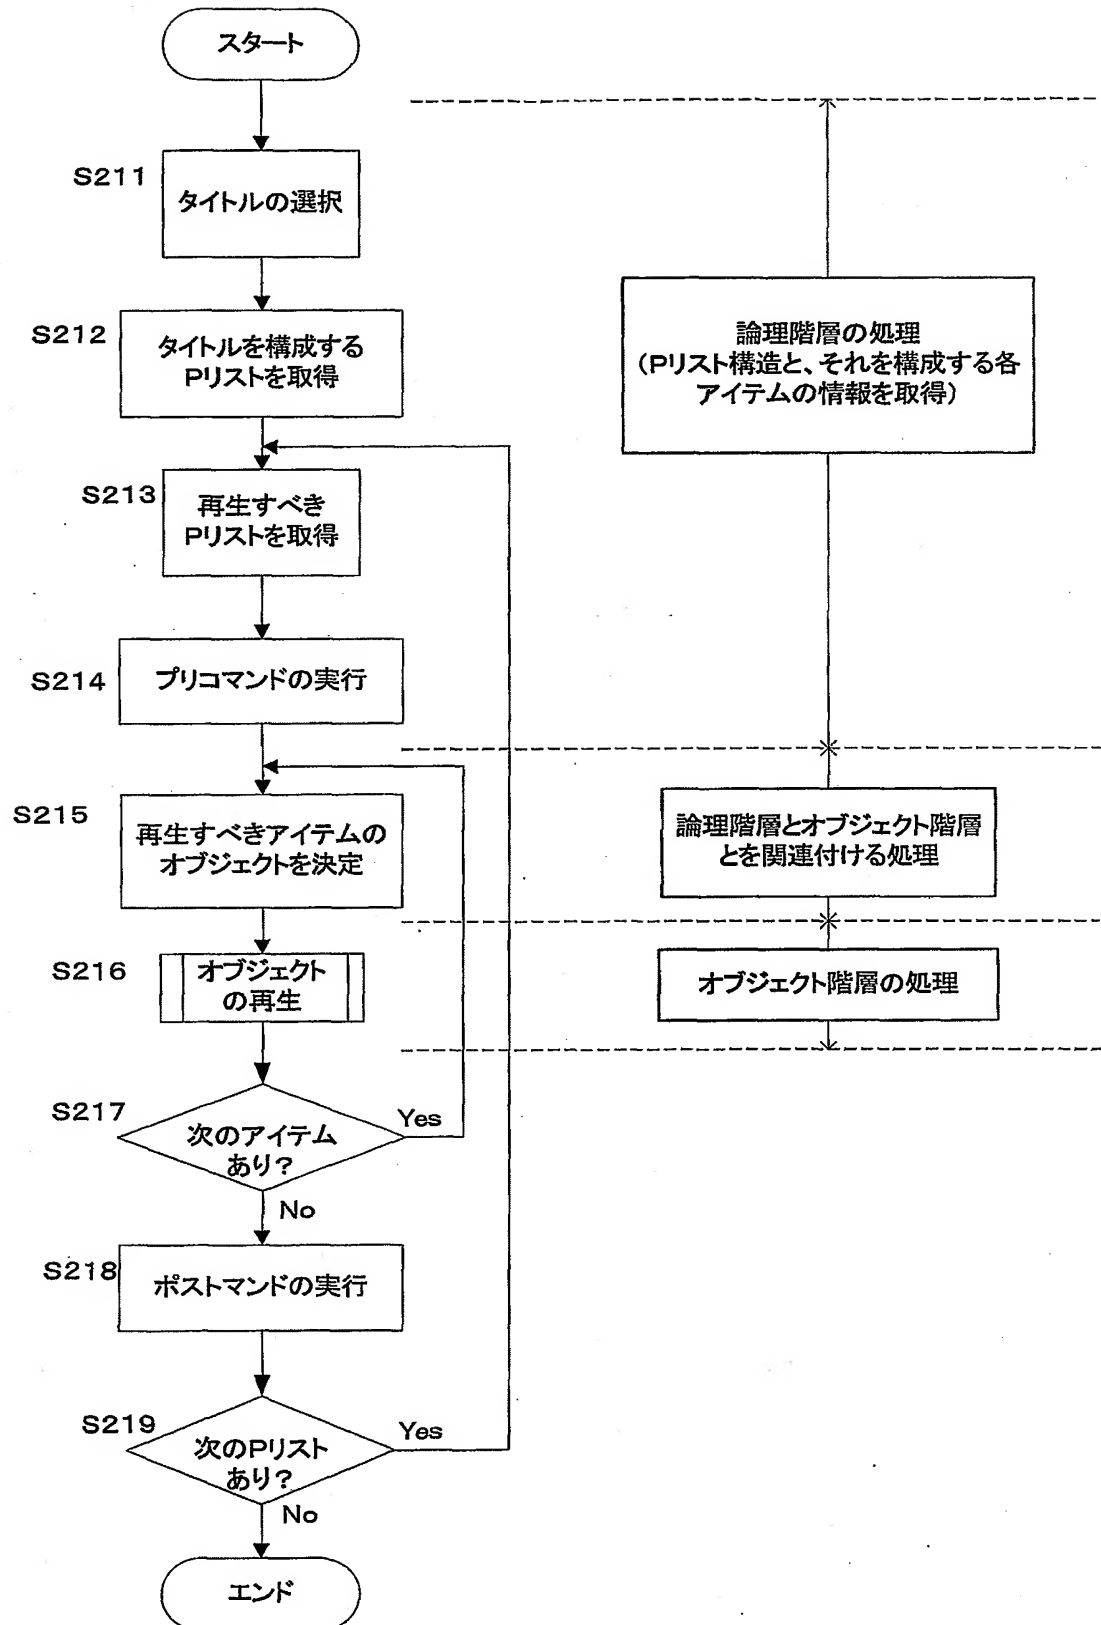 スタート
S211
タイトルの選択
S212
タイトルを構成する
Pリストを取得
S213
再生すべき
Pリストを取得
S214
プリコマンドの実行
S215
再生すべきアイテムの
オブジェクトを決定
S216
オブジェクト
の再生
S217
次のアイテム
あり?
Yes
No
S218
ポストマンドの実行
S219
次のPリスト
あり?
Yes
No
エンド
論理階層の処理
(Pリスト構造と、それを構成する各
アイテムの情報を取得)
論理階層とオブジェクト階層
とを関連付ける処理
オブジェクト階層の処理